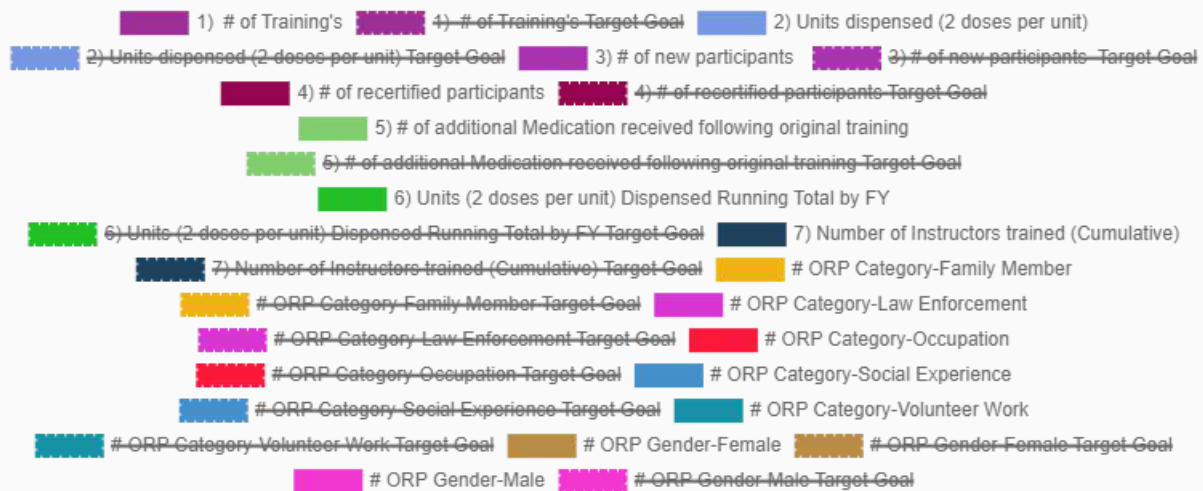 1)  # of Training's 1)  # of Training's Target Goal 2) Units dispensed (2 doses per unit)
2) Units dispensed (2 doses per unit) Target Goal 3) # of new participants 3) # of new participants  Target Goal
4) # of recertified participants 4) # of recertified participants Target Goal
5) # of additional Medication received following original training
5) # of additional Medication received following original training Target Goal
6) Units (2 doses per unit) Dispensed Running Total by FY
6) Units (2 doses per unit) Dispensed Running Total by FY Target Goal 7) Number of Instructors trained (Cumulative)
7) Number of Instructors trained (Cumulative) Target Goal # ORP Category-Family Member
# ORP Category-Family Member Target Goal # ORP Category-Law Enforcement
# ORP Category-Law Enforcement Target Goal # ORP Category-Occupation
# ORP Category-Occupation Target Goal # ORP Category-Social Experience
# ORP Category-Social Experience Target Goal # ORP Category-Volunteer Work
# ORP Category-Volunteer Work Target Goal # ORP Gender-Female # ORP Gender-Female Target Goal
# ORP Gender-Male # ORP Gender-Male Target Goal